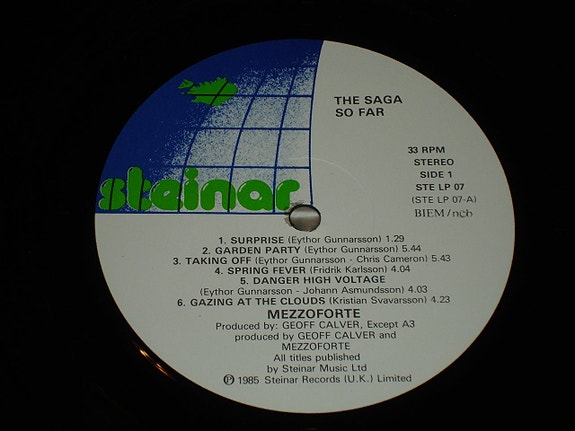 THE SAGA
SO FAR
33 RPM
STEREO
SIDE 1
STE LP 07
(STE LP 07-A)
BIEM/ncb
steinar
1. SURPRISE (Eythor Gunnarsson) 1.29
2. GARDEN PARTY (Eythor Gunnarsson) 5.44
3. TAKING OFF (Eythor Gunnarsson - Chris Cameron) 5.43
4. SPRING FEVER (Fridrik Karlsson) 4.04
5. DANGER HIGH VOLTAGE
(Eythor Gunnarsson - Johann Asmundsson) 4.03
6. GAZING AT THE CLOUDS (Kristian Svavarsson) 4.23
MEZZOFORTE
Produced by: GEOFF CALVER, Except A3
produced by GEOFF CALVER and
MEZZOFORTE
All titles published
by Steinar Music Ltd
℗ 1985 Steinar Records (U.K.) Limited